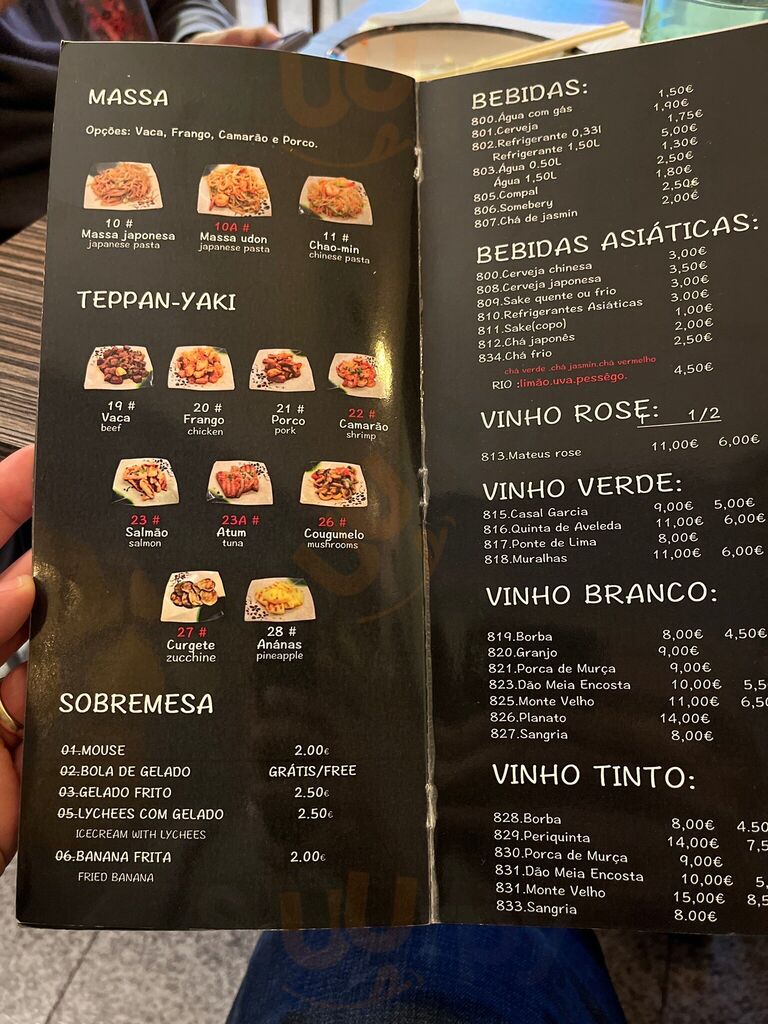 MASSA
Opções: Vaca, Frango, Camarão e Porco.
10 #
Massa japonesa
japanese pasta
10A #
Massa udon
japanese pasta
11 #
Chao-min
chinese pasta
TEPPAN-YAKI
19 #
Vaca
beef
20 #
Frango
chicken
21 #
Porco
pork
22 #
Camarão
shrimp
23 #
Salmão
salmon
23A #
Atum
tuna
26 #
Cougumelo
mushrooms
27 #
Curgete
zucchine
28 #
Ánánas
pineapple
SOBREMESA
01.MOUSE 2.00€
02.BOLA DE GELADO GRÁTIS/FREE
03.GELADO FRITO 2.50€
05.LYCHEES COM GELADO 2.50€
ICECREAM WITH LYCHEES
06.BANANA FRITA 2.00€
FRIED BANANA
BEBIDAS:
800.Água com gás 1,50€
801.Cerveja 1,90€
802.Refrigerante 0,33l 1,75€
Refrigerante 1,50L 5,00€
803.Água 0.50L 1,30€
Água 1,50L 2,50€
805.Compal 1,80€
806.Somebery 2,50€
807.Chá de jasmin 2,00€
BEBIDAS ASIÁTICAS:
800.Cerveja chinesa 3,00€
808.Cerveja japonesa 3,50€
809.Sake quente ou frio 3,00€
810.Refrigerantes Asiáticas 3.00€
811.Sake(copo) 1,00€
812.Chá japonês 2,00€
834.Chá frio 2,50€
chá verde .chá jasmin.chá vermelho
RIO :limão.uva.pessêgo. 4,50€
VINHO ROSE: 1/2
813.Mateus rose 11,00€ 6,00€
VINHO VERDE:
815.Casal Garcia 9,00€ 5,00€
816.Quinta de Aveleda 11,00€ 6,00€
817.Ponte de Lima 8,00€
818.Muralhas 11,00€ 6,00€
VINHO BRANCO:
819.Borba 8,00€ 4,50€
820.Granjo 9,00€
821.Porca de Murça 9,00€
823.Dão Meia Encosta 10,00€ 5,5
825.Monte Velho 11,00€ 6,50
826.Planato 14,00€
827.Sangria 8,00€
VINHO TINTO:
828.Borba 8,00€ 4.50
829.Periquinta 14,00€ 7,5
830.Porca de Murça 9,00€
831.Dão Meia Encosta 10,00€ 5,
831.Monte Velho 15,00€ 8,5
833.Sangria 8.00€